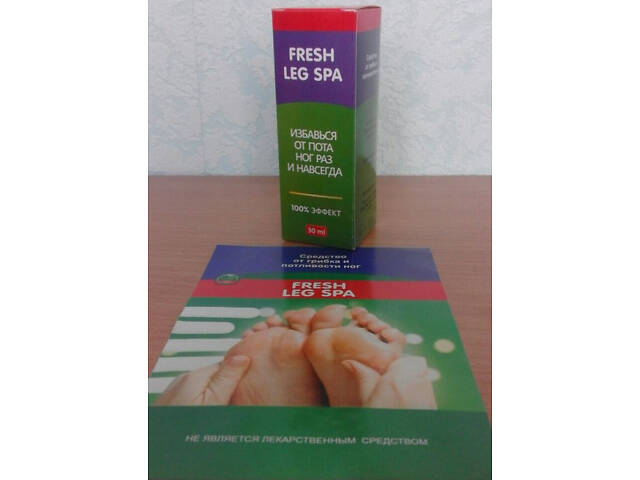 FRESH
LEG SPA
ИЗБАВЬСЯ
ОТ ПОТА
НОГ РАЗ
И НАВСЕГДА
100% ЭФФЕКТ
30 ml
Средство
от грибка и
потливости ног
FRESH
LEG SPA
НЕ ЯВЛЯЕТСЯ ЛЕКАРСТВЕННЫМ СРЕДСТВОМ